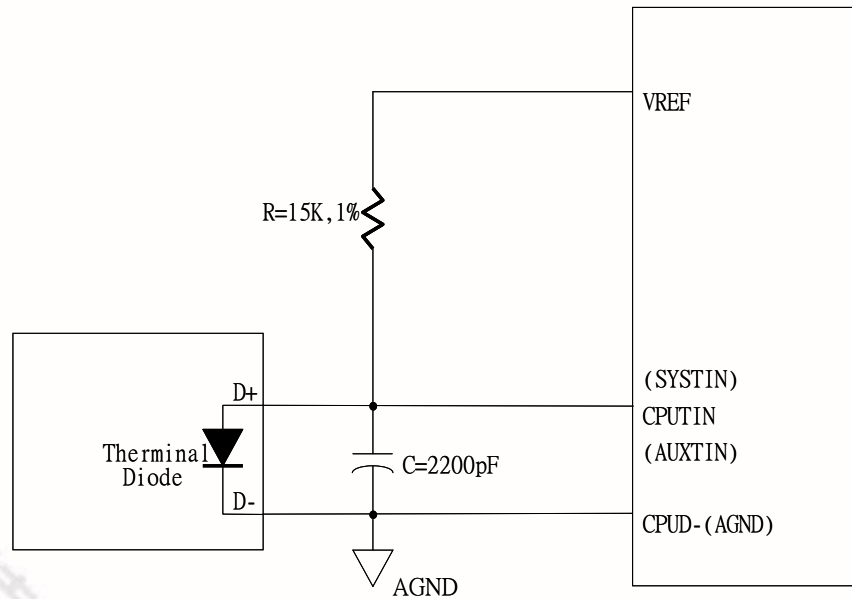 VREF
R=15K,1%
(SYSTIN)
D+
CPUTIN
Therminal
Diode
(AUXTIN)
C=2200pF
D-
CPUD-(AGND)
AGND